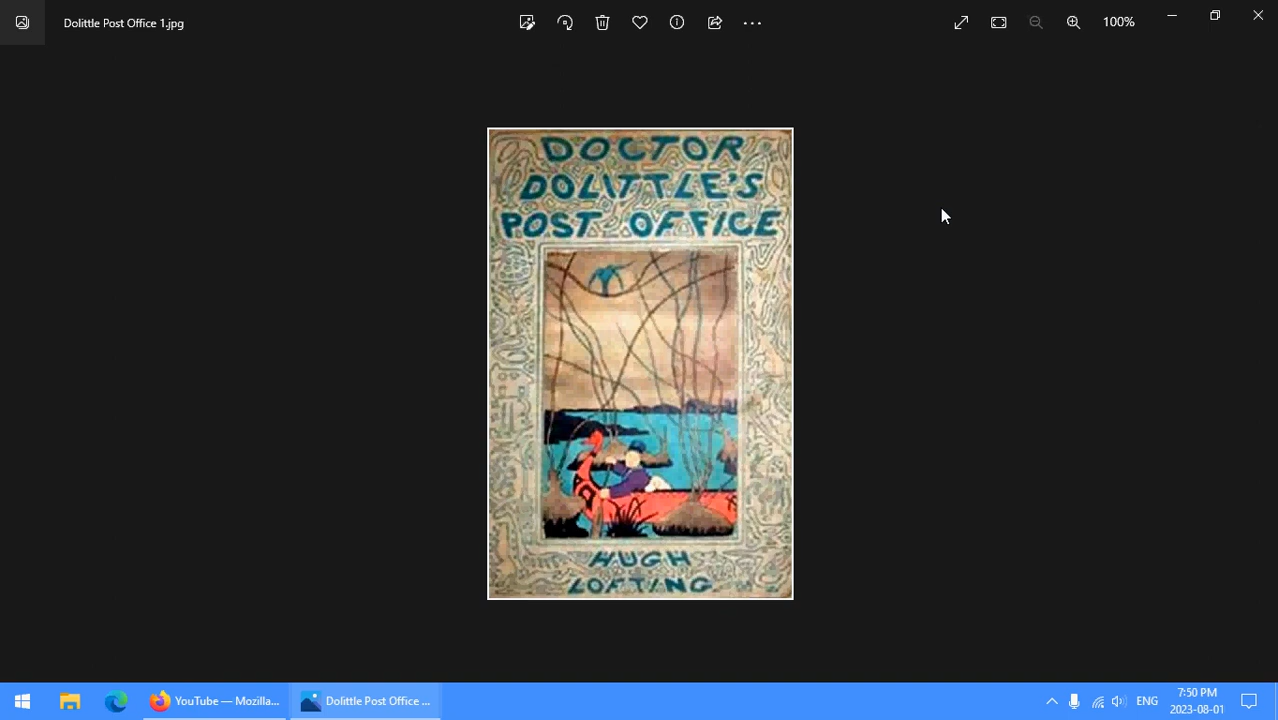 Dolittle Post Office 1.jpg
100%
DOCTOR
DOLITTLE'S
POST OFFICE
HUGH
LOFTING
YouTube — Mozilla...
Dolittle Post Office ...
ENG
7:50 PM
2023-08-01